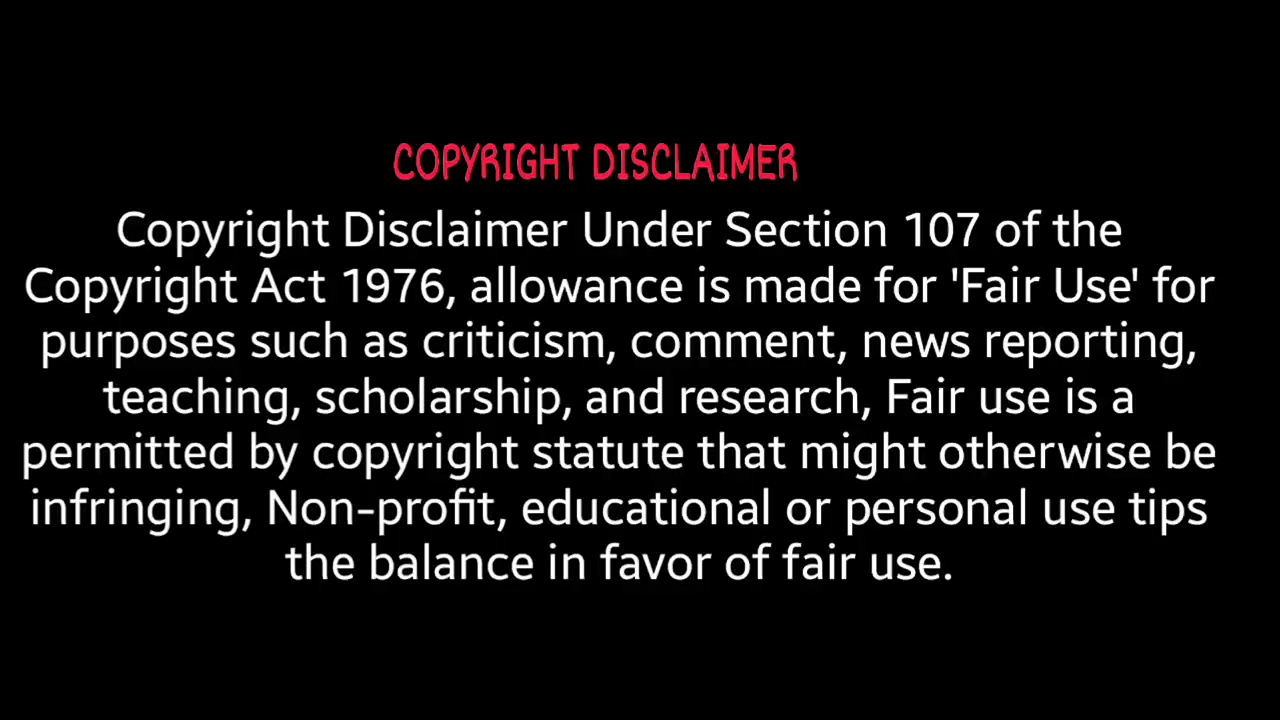 COPYRIGHT DISCLAIMER
Copyright Disclaimer Under Section 107 of the
Copyright Act 1976, allowance is made for 'Fair Use' for
purposes such as criticism, comment, news reporting,
teaching, scholarship, and research, Fair use is a
permitted by copyright statute that might otherwise be
infringing, Non-profit, educational or personal use tips
the balance in favor of fair use.